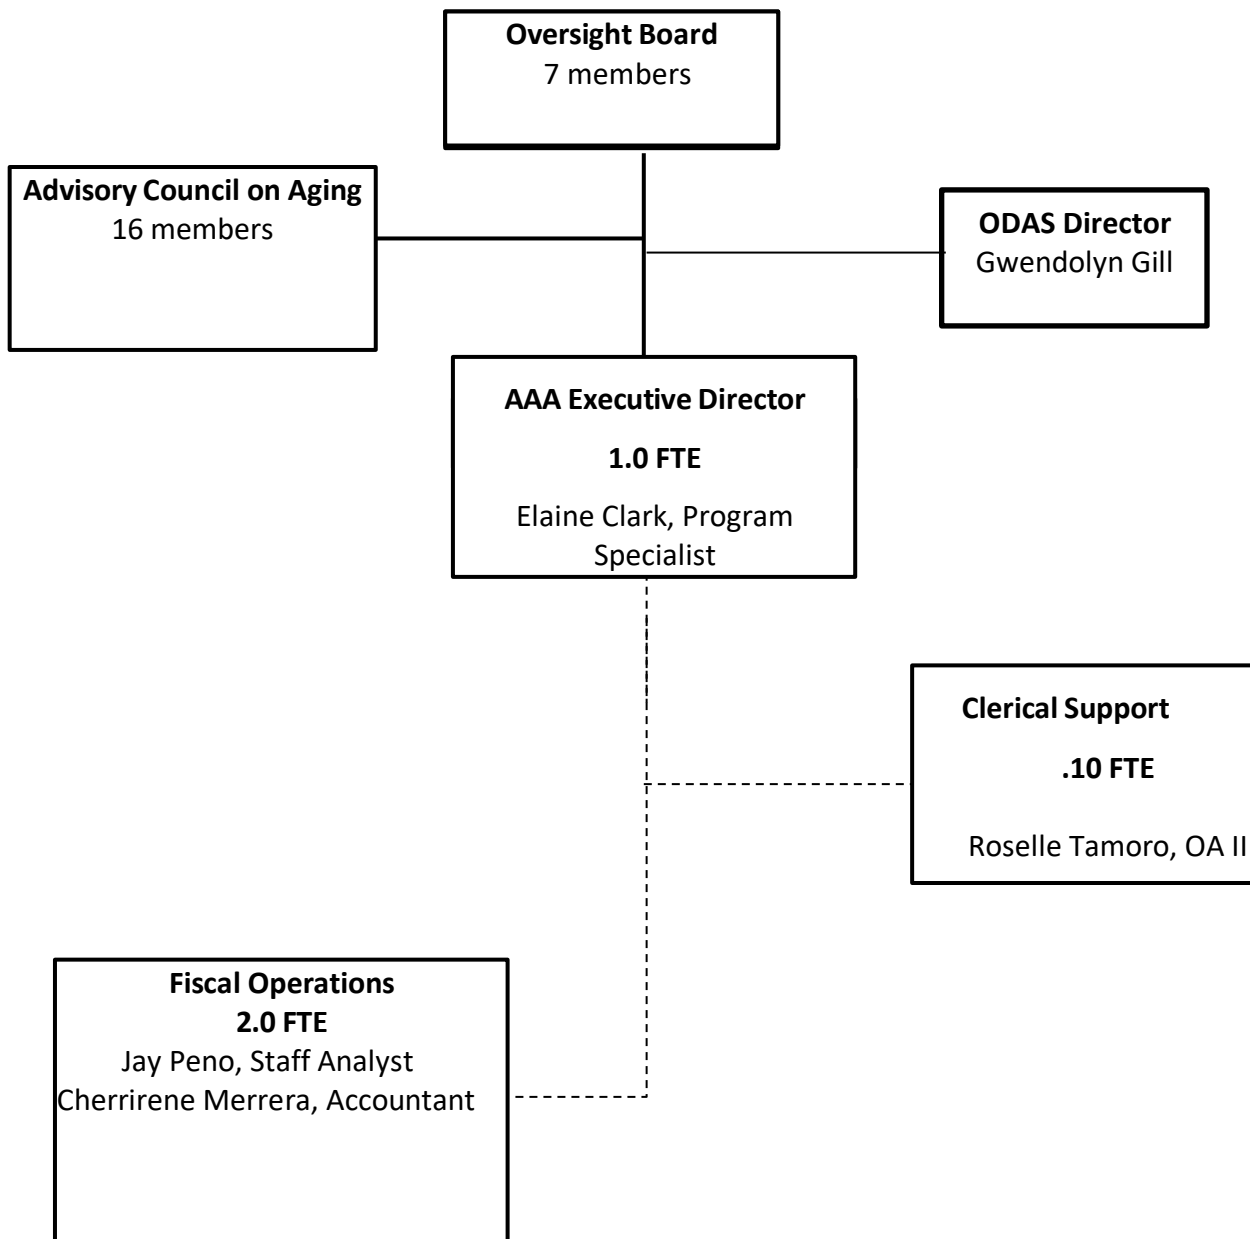 Oversight Board
7 members
Advisory Council on Aging
16 members
ODAS Director
Gwendolyn Gill
AAA Executive Director
1.0 FTE
Elaine Clark, Program
Specialist
Clerical Support
.10 FTE
Roselle Tamoro, OA II
Fiscal Operations
2.0 FTE
Jay Peno, Staff Analyst
Cherrirene Merrera, Accountant